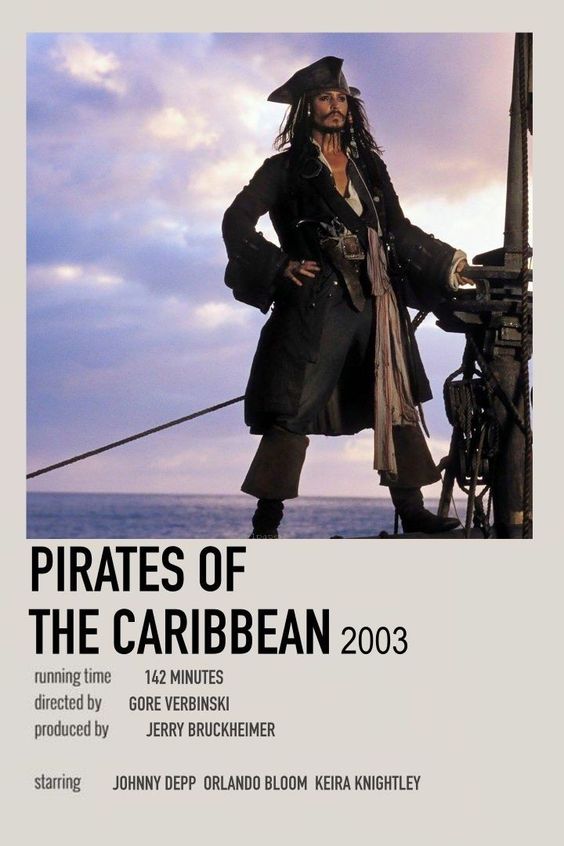 PIRATES OF
THE CARIBBEAN 2003
running time 142 MINUTES
directed by GORE VERBINSKI
produced by JERRY BRUCKHEIMER
starring JOHNNY DEPP ORLANDO BLOOM KEIRA KNIGHTLEY